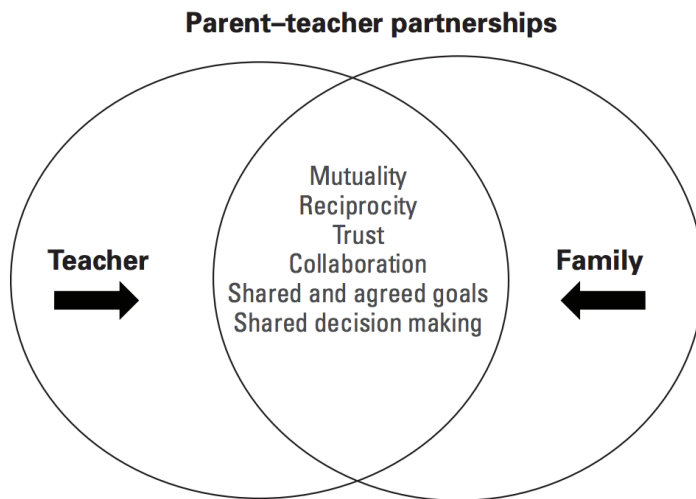 Parent–teacher partnerships
Mutuality
Reciprocity
Trust
Teacher
Collaboration
Family
Shared and agreed goals
Shared decision making